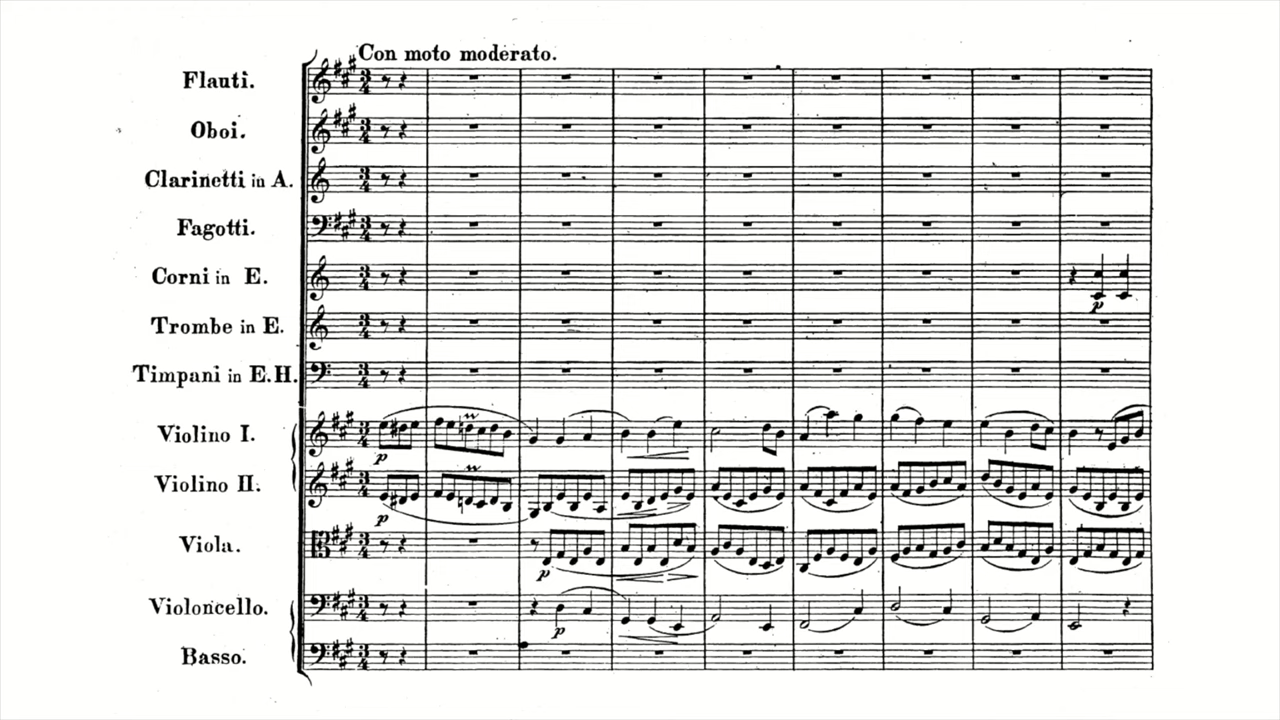 Con moto moderato.
Flauti.
Oboi.
Clarinetti in A.
Fagotti.
Corni in E.
p
Trombe in E.
Timpani in E.H.
Violino I.
p
Violino II.
p
Viola.
p
Violoncello.
p
Basso.